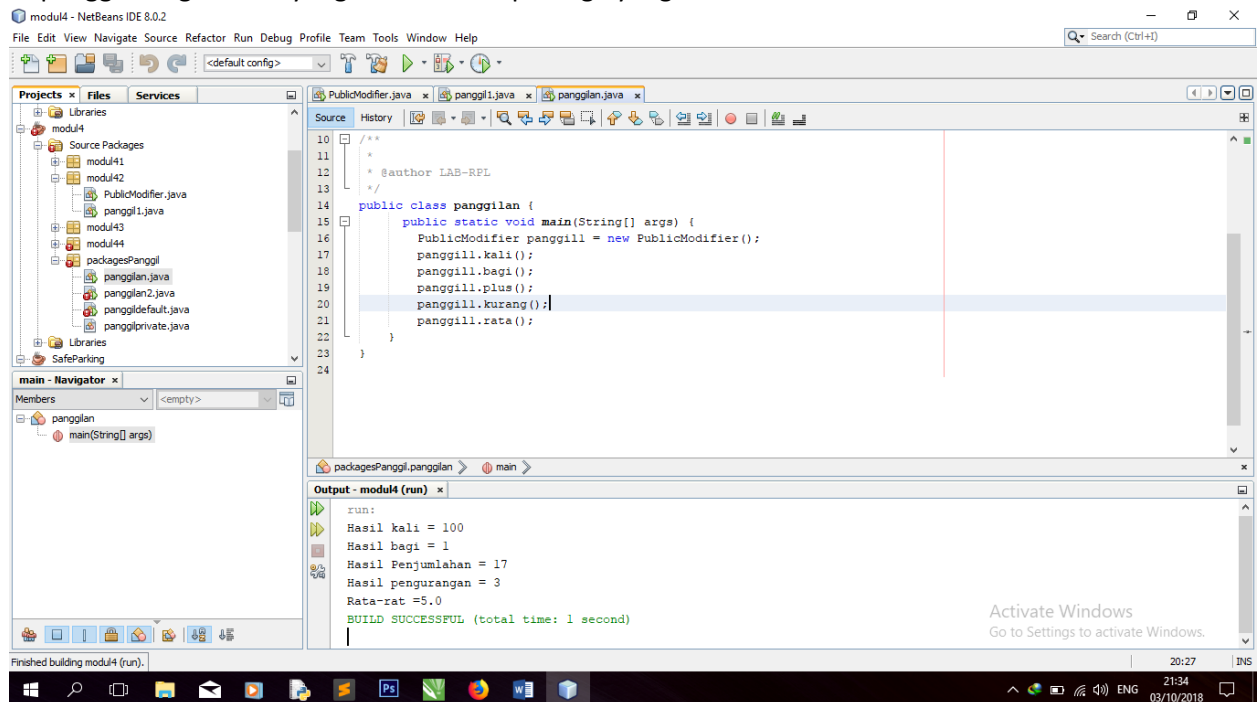 modul4 - NetBeans IDE 8.0.2
File Edit View Navigate Source Refactor Run Debug Profile Team Tools Window Help
Search (Ctrl+I)
<default config>
Projects Files Services
Libraries
modul4
Source Packages
modul41
modul42
PublicModifier.java
panggil1.java
modul43
modul44
packagesPanggil
panggilan.java
panggilan2.java
panggildefault.java
panggilprivate.java
Libraries
SafeParking
main - Navigator
Members <empty>
panggilan
main(String[] args)
PublicModifier.java panggil1.java panggilan.java
Source History
10 /**
11 *
12 * @author LAB-RPL
13 */
14 public class panggilan {
15 public static void main(String[] args) {
16 PublicModifier panggil1 = new PublicModifier();
17 panggil1.kali();
18 panggil1.bagi();
19 panggil1.plus();
20 panggil1.kurang();
21 panggil1.rata();
22 }
23 }
24
packagesPanggil.panggilan main
Output - modul4 (run)
run:
Hasil kali = 100
Hasil bagi = 1
Hasil Penjumlahan = 17
Hasil pengurangan = 3
Rata-rat =5.0
BUILD SUCCESSFUL (total time: 1 second)
Activate Windows
Go to Settings to activate Windows.
Finished building modul4 (run).
20:27 INS
ENG
21:34
03/10/2018